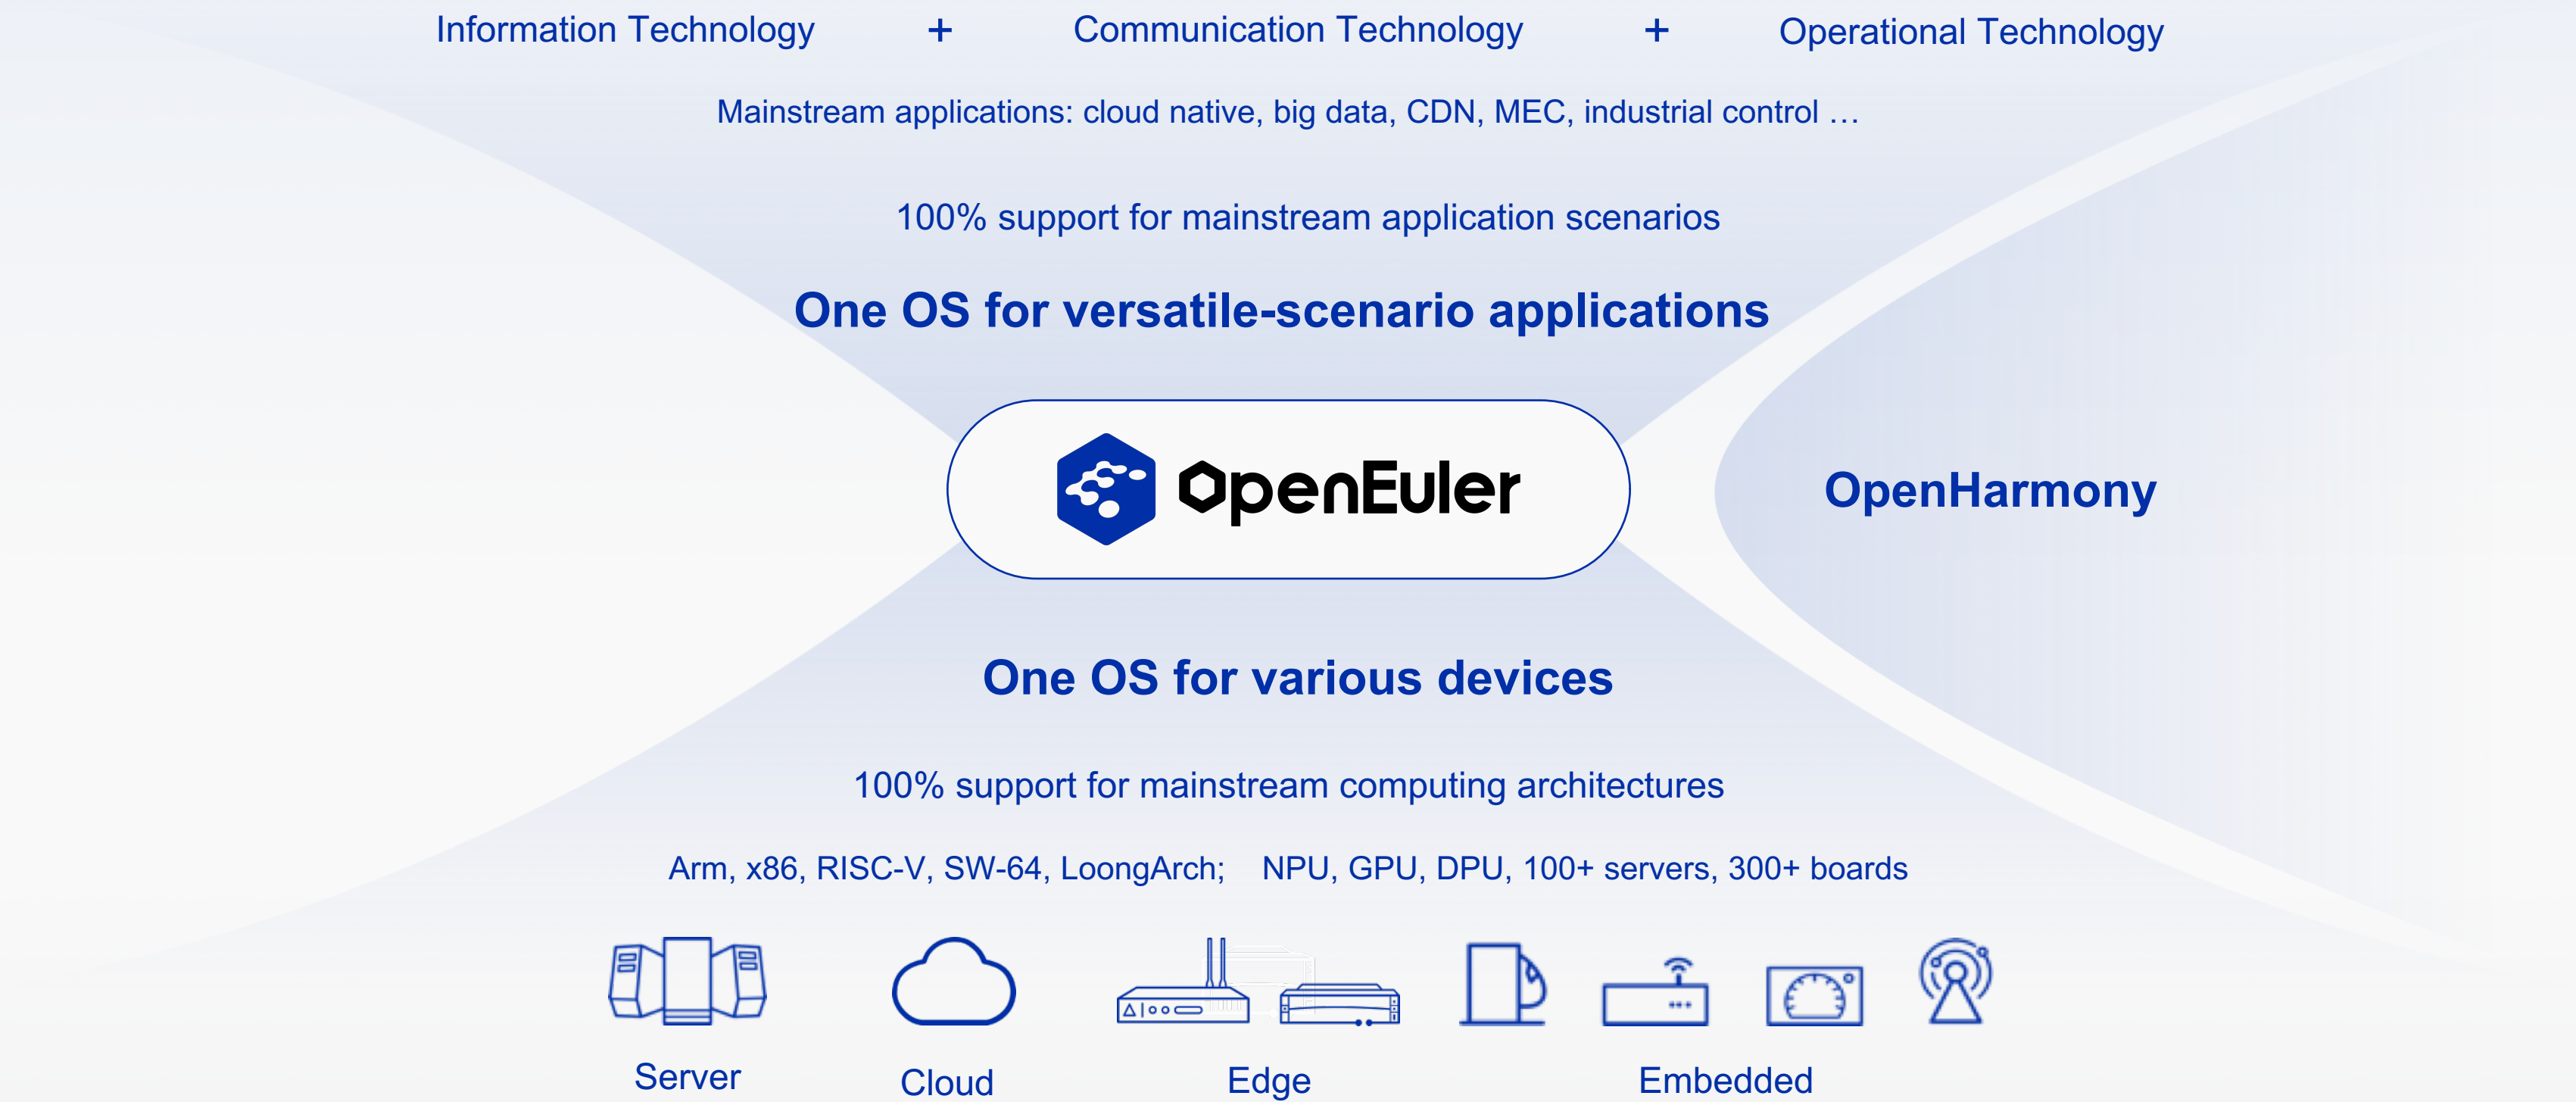 Information Technology + Communication Technology + Operational Technology
Mainstream applications: cloud native, big data, CDN, MEC, industrial control …
100% support for mainstream application scenarios
One OS for versatile-scenario applications
OpenEuler
OpenHarmony
One OS for various devices
100% support for mainstream computing architectures
Arm, x86, RISC-V, SW-64, LoongArch; NPU, GPU, DPU, 100+ servers, 300+ boards
Server Cloud Edge Embedded